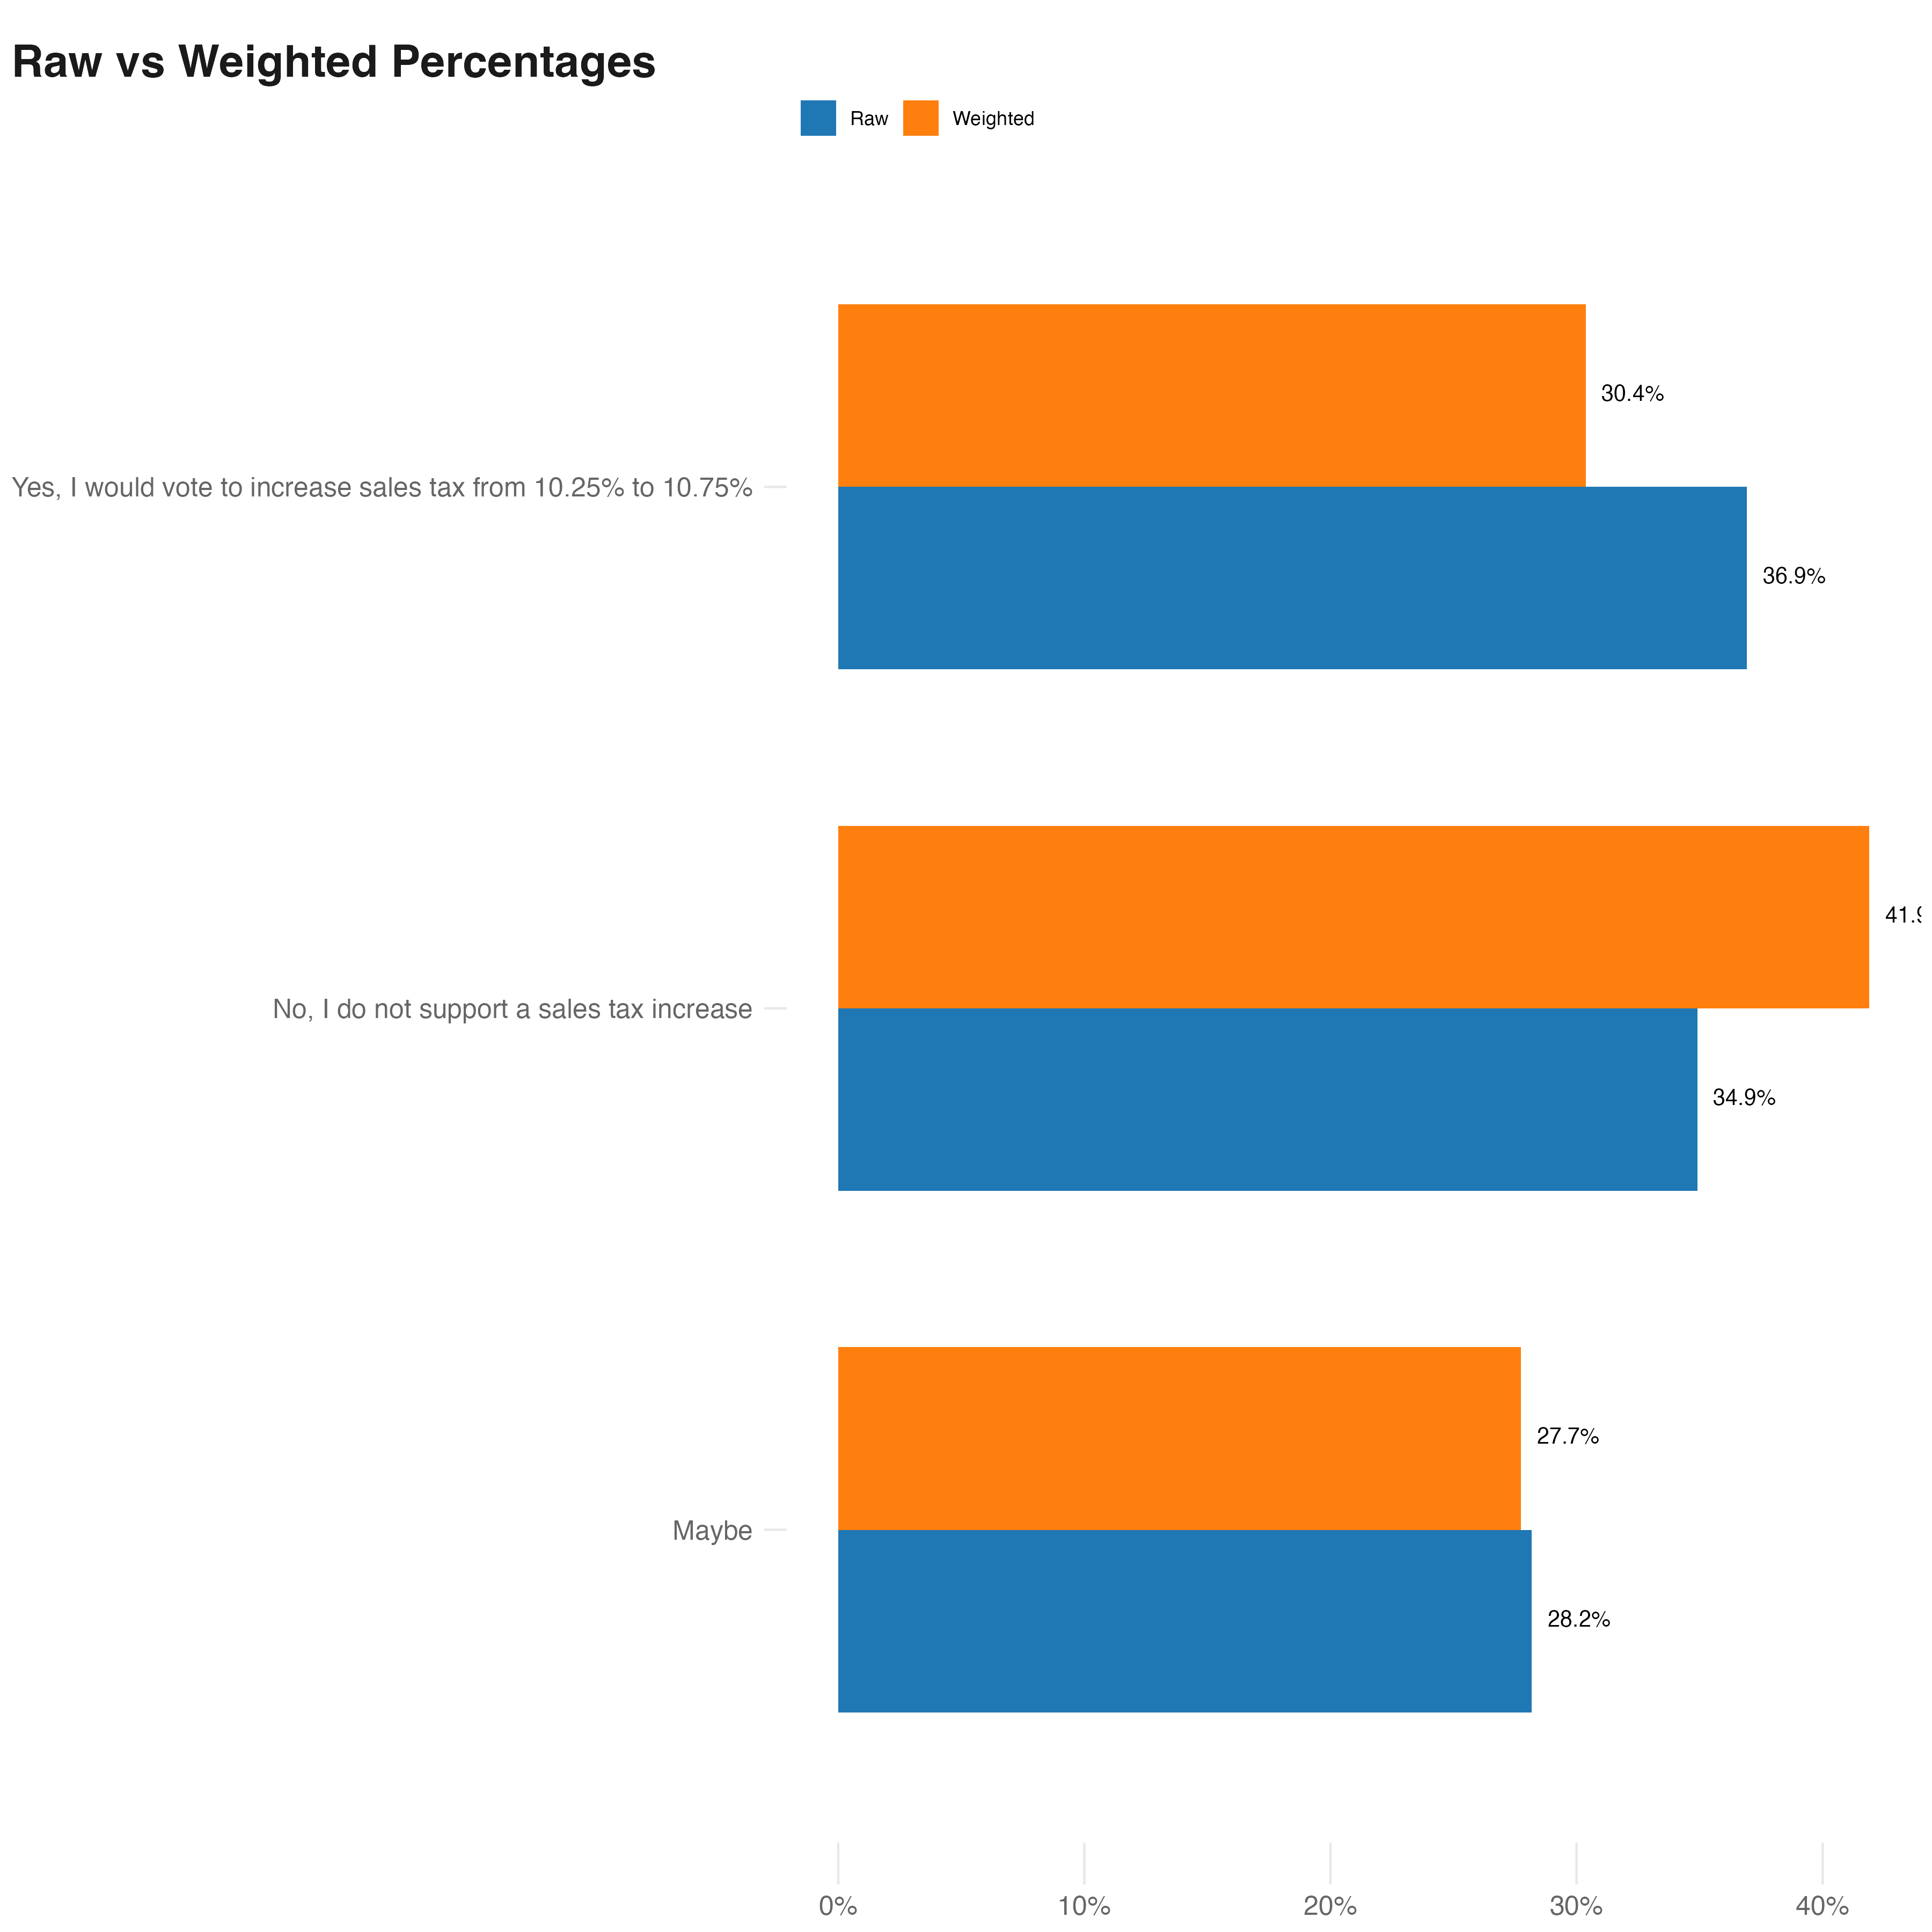 Raw vs Weighted Percentages
Raw Weighted
30.4%
Yes, I would vote to increase sales tax from 10.25% to 10.75%
36.9%
41.9
No, I do not support a sales tax increase
34.9%
27.7%
Maybe
28.2%
0% 10% 20% 30% 40%